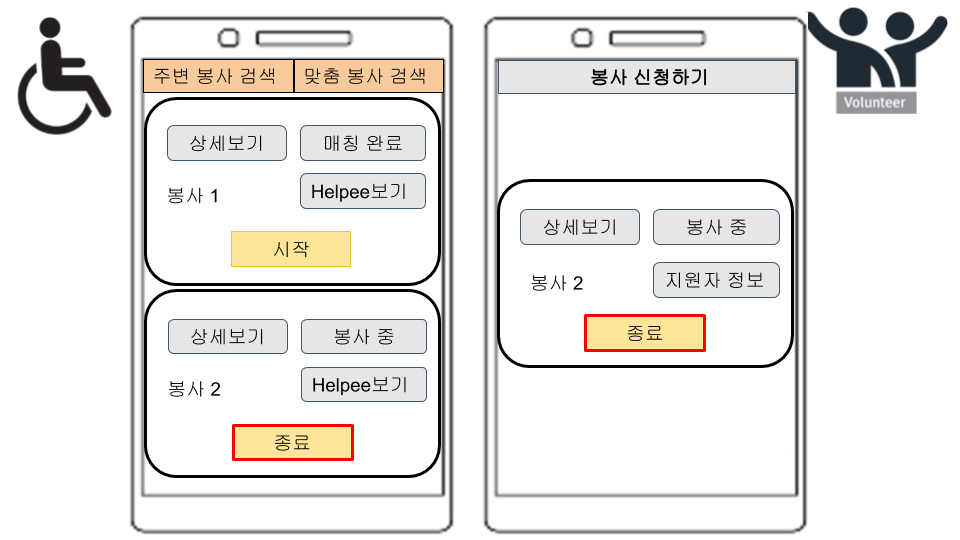 주변 봉사 검색
맞춤 봉사 검색
상세보기
매칭 완료
봉사 1
Helpee보기
시작
상세보기
봉사 중
봉사 2
Helpee보기
종료
봉사 신청하기
상세보기
봉사 중
봉사 2
지원자 정보
종료
Volunteer